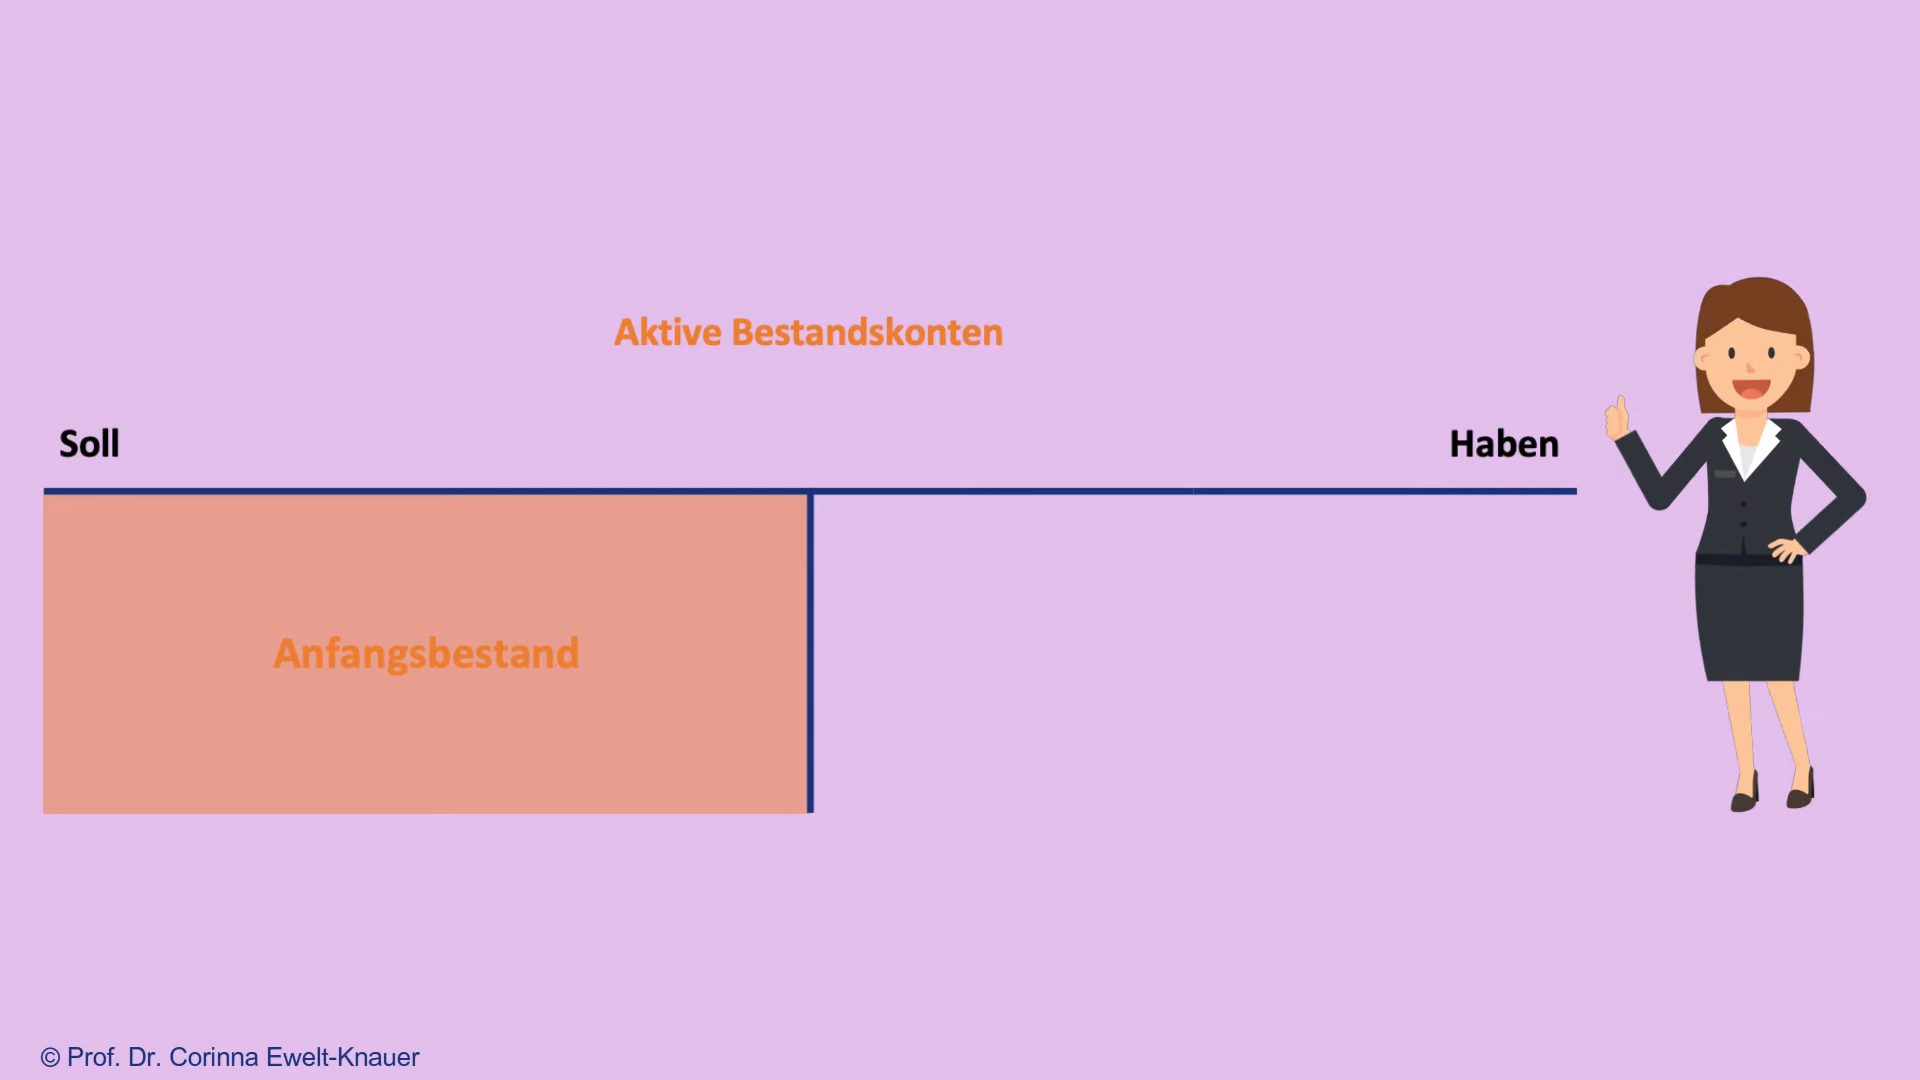 Aktive Bestandskonten
Soll
Haben
Anfangsbestand
© Prof. Dr. Corinna Ewelt-Knauer